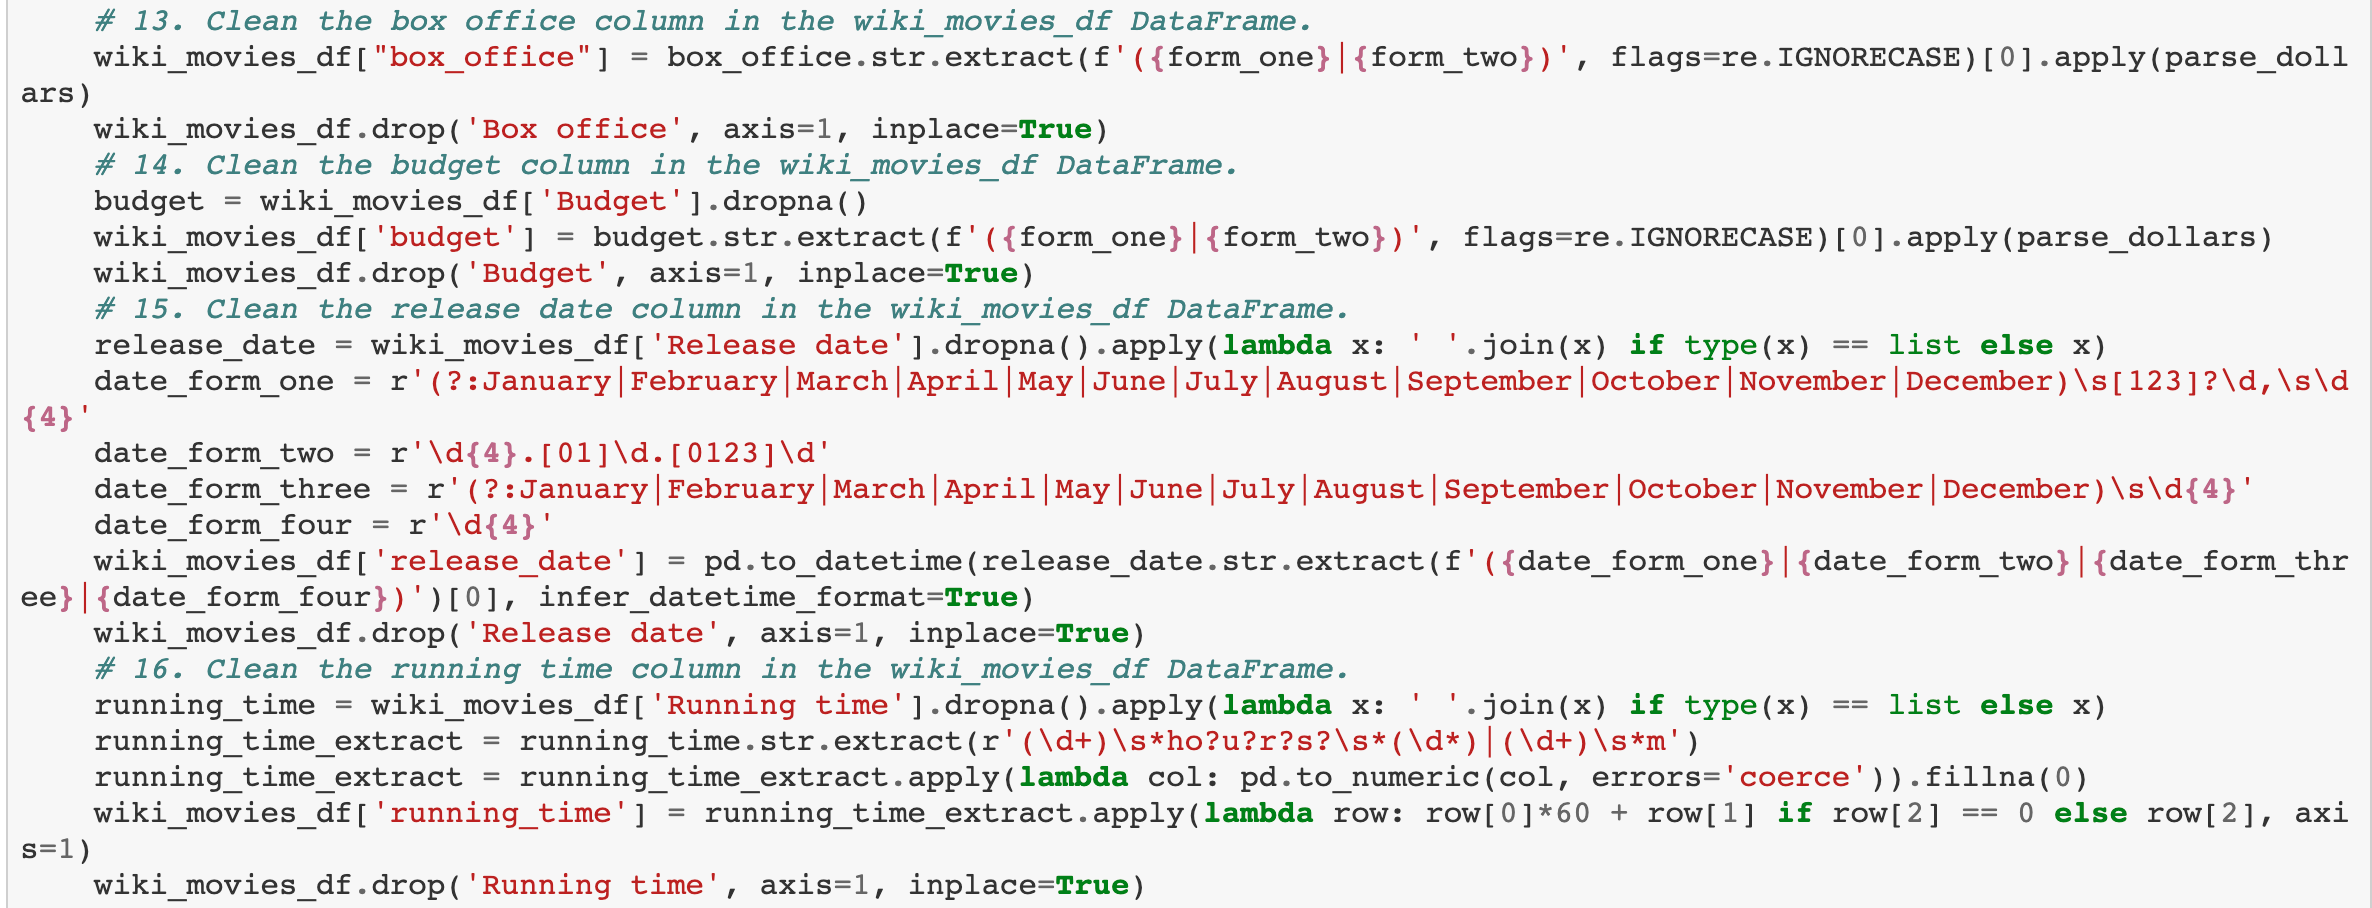 # 13. Clean the box office column in the wiki_movies_df DataFrame.
wiki_movies_df["box_office"] = box_office.str.extract(f'({form_one}|{form_two})', flags=re.IGNORECASE)[0].apply(parse_doll
ars)
wiki_movies_df.drop('Box office', axis=1, inplace=True)
# 14. Clean the budget column in the wiki_movies_df DataFrame.
budget = wiki_movies_df['Budget'].dropna()
wiki_movies_df['budget'] = budget.str.extract(f'({form_one}|{form_two})', flags=re.IGNORECASE)[0].apply(parse_dollars)
wiki_movies_df.drop('Budget', axis=1, inplace=True)
# 15. Clean the release date column in the wiki_movies_df DataFrame.
release_date = wiki_movies_df['Release date'].dropna().apply(lambda x: ' '.join(x) if type(x) == list else x)
date_form_one = r'(?:January|February|March|April|May|June|July|August|September|October|November|December)\s[123]?\d,\s\d
{4}'
date_form_two = r'\d{4}.[01]\d.[0123]\d'
date_form_three = r'(?:January|February|March|April|May|June|July|August|September|October|November|December)\s\d{4}'
date_form_four = r'\d{4}'
wiki_movies_df['release_date'] = pd.to_datetime(release_date.str.extract(f'({date_form_one}|{date_form_two}|{date_form_thr
ee}|{date_form_four})')[0], infer_datetime_format=True)
wiki_movies_df.drop('Release date', axis=1, inplace=True)
# 16. Clean the running time column in the wiki_movies_df DataFrame.
running_time = wiki_movies_df['Running time'].dropna().apply(lambda x: ' '.join(x) if type(x) == list else x)
running_time_extract = running_time.str.extract(r'(\d+)\s*ho?u?r?s?\s*(\d*)|(\d+)\s*m')
running_time_extract = running_time_extract.apply(lambda col: pd.to_numeric(col, errors='coerce')).fillna(0)
wiki_movies_df['running_time'] = running_time_extract.apply(lambda row: row[0]*60 + row[1] if row[2] == 0 else row[2], axi
s=1)
wiki_movies_df.drop('Running time', axis=1, inplace=True)